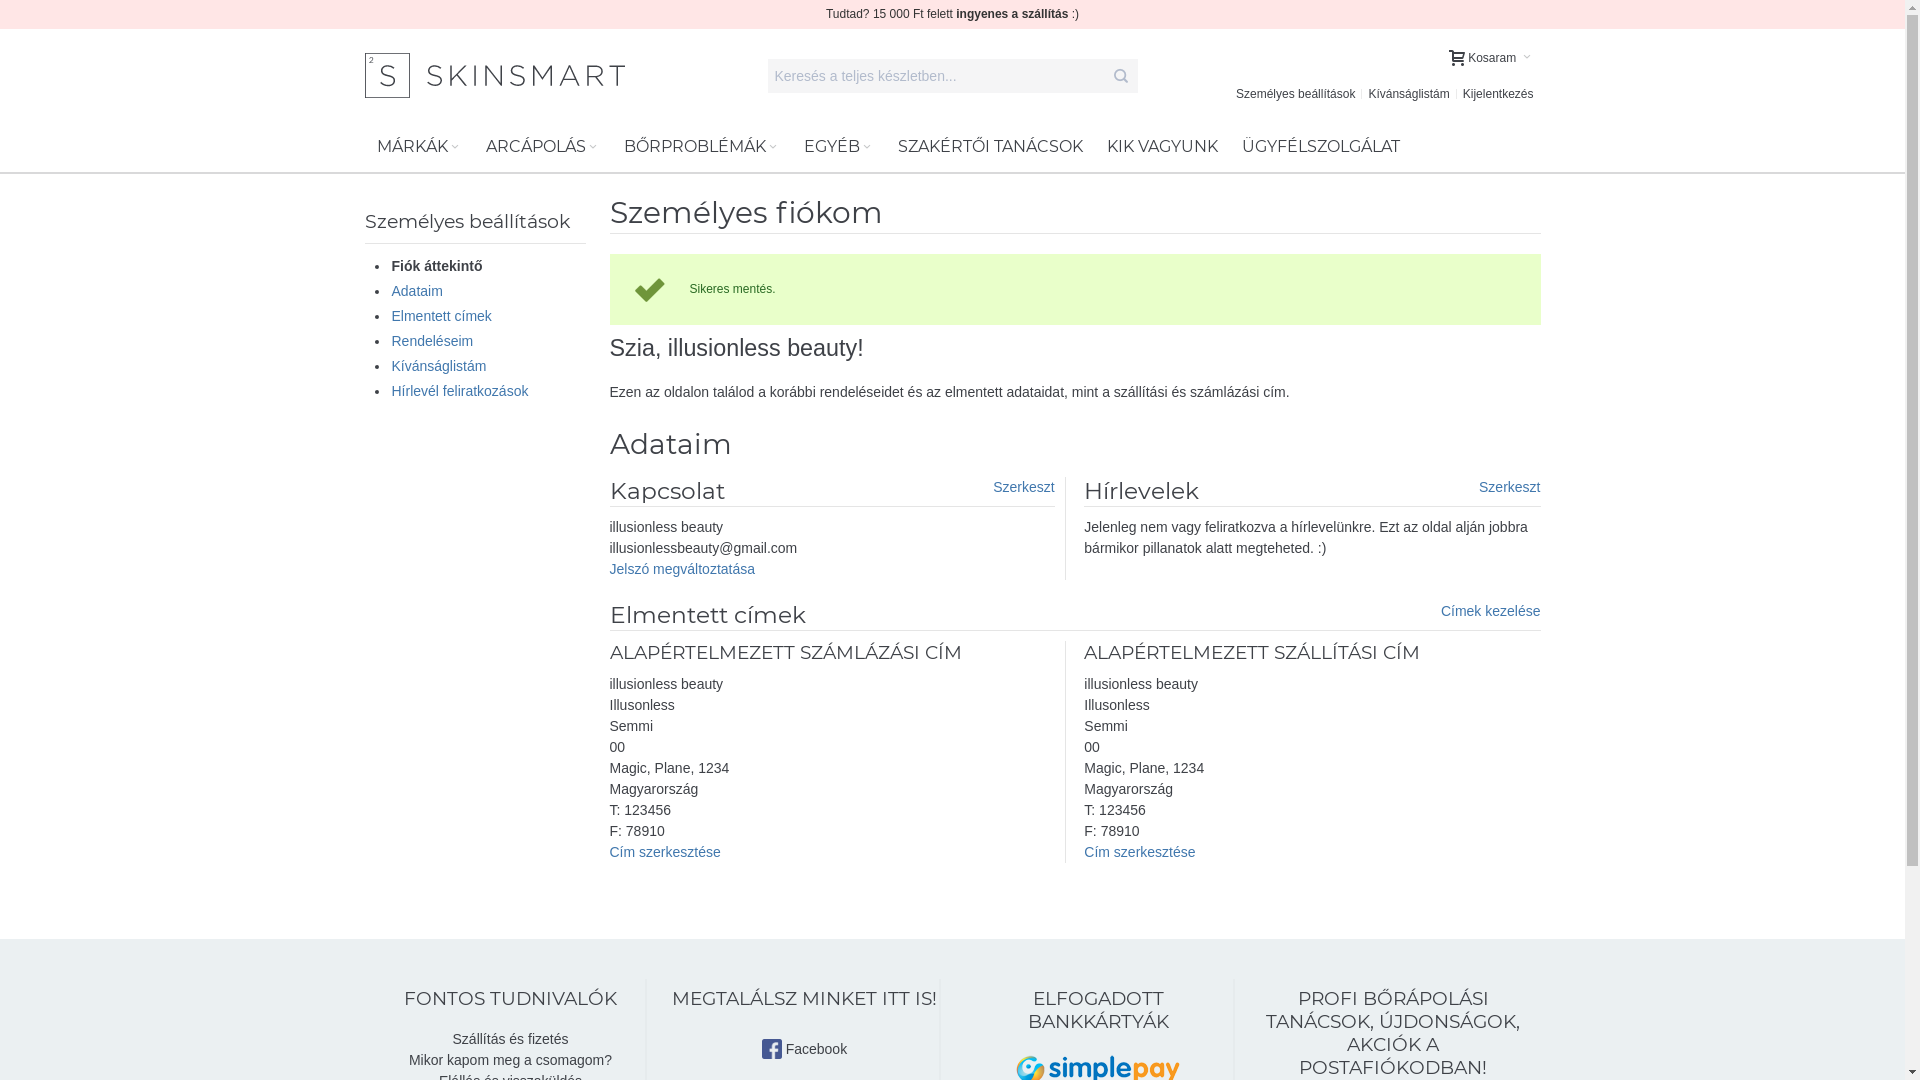 Tudtad? 15 000 Ft felett ingyenes a szállítás :)
2
S SKINSMART
Keresés a teljes készletben...
Kosaram
Személyes beállítások
Kívánságlistám
Kijelentkezés
MÁRKÁK
ARCÁPOLÁS
BŐRPROBLÉMÁK
EGYÉB
SZAKÉRTŐI TANÁCSOK
KIK VAGYUNK
ÜGYFÉLSZOLGÁLAT
Személyes beállítások
Fiók áttekintő
Adataim
Elmentett címek
Rendeléseim
Kívánságlistám
Hírlevél feliratkozások
Személyes fiókom
Sikeres mentés.
Szia, illusionless beauty!
Ezen az oldalon találod a korábbi rendeléseidet és az elmentett adataidat, mint a szállítási és számlázási cím.
Adataim
Kapcsolat
Szerkeszt
illusionless beauty
illusionlessbeauty@gmail.com
Jelszó megváltoztatása
Hírlevelek
Szerkeszt
Jelenleg nem vagy feliratkozva a hírlevelünkre. Ezt az oldal alján jobbra
bármikor pillanatok alatt megteheted. :)
Elmentett címek
Címek kezelése
ALAPÉRTELMEZETT SZÁMLÁZÁSI CÍM
illusionless beauty
Illusonless
Semmi
00
Magic, Plane, 1234
Magyarország
T: 123456
F: 78910
Cím szerkesztése
ALAPÉRTELMEZETT SZÁLLÍTÁSI CÍM
illusionless beauty
Illusonless
Semmi
00
Magic, Plane, 1234
Magyarország
T: 123456
F: 78910
Cím szerkesztése
FONTOS TUDNIVALÓK
Szállítás és fizetés
Mikor kapom meg a csomagom?
Elállás és visszaküldés
MEGTALÁLSZ MINKET ITT IS!
Facebook
ELFOGADOTT
BANKKÁRTYÁK
simplepay
PROFI BŐRÁPOLÁSI
TANÁCSOK, ÚJDONSÁGOK,
AKCIÓK A
POSTAFIÓKODBAN!